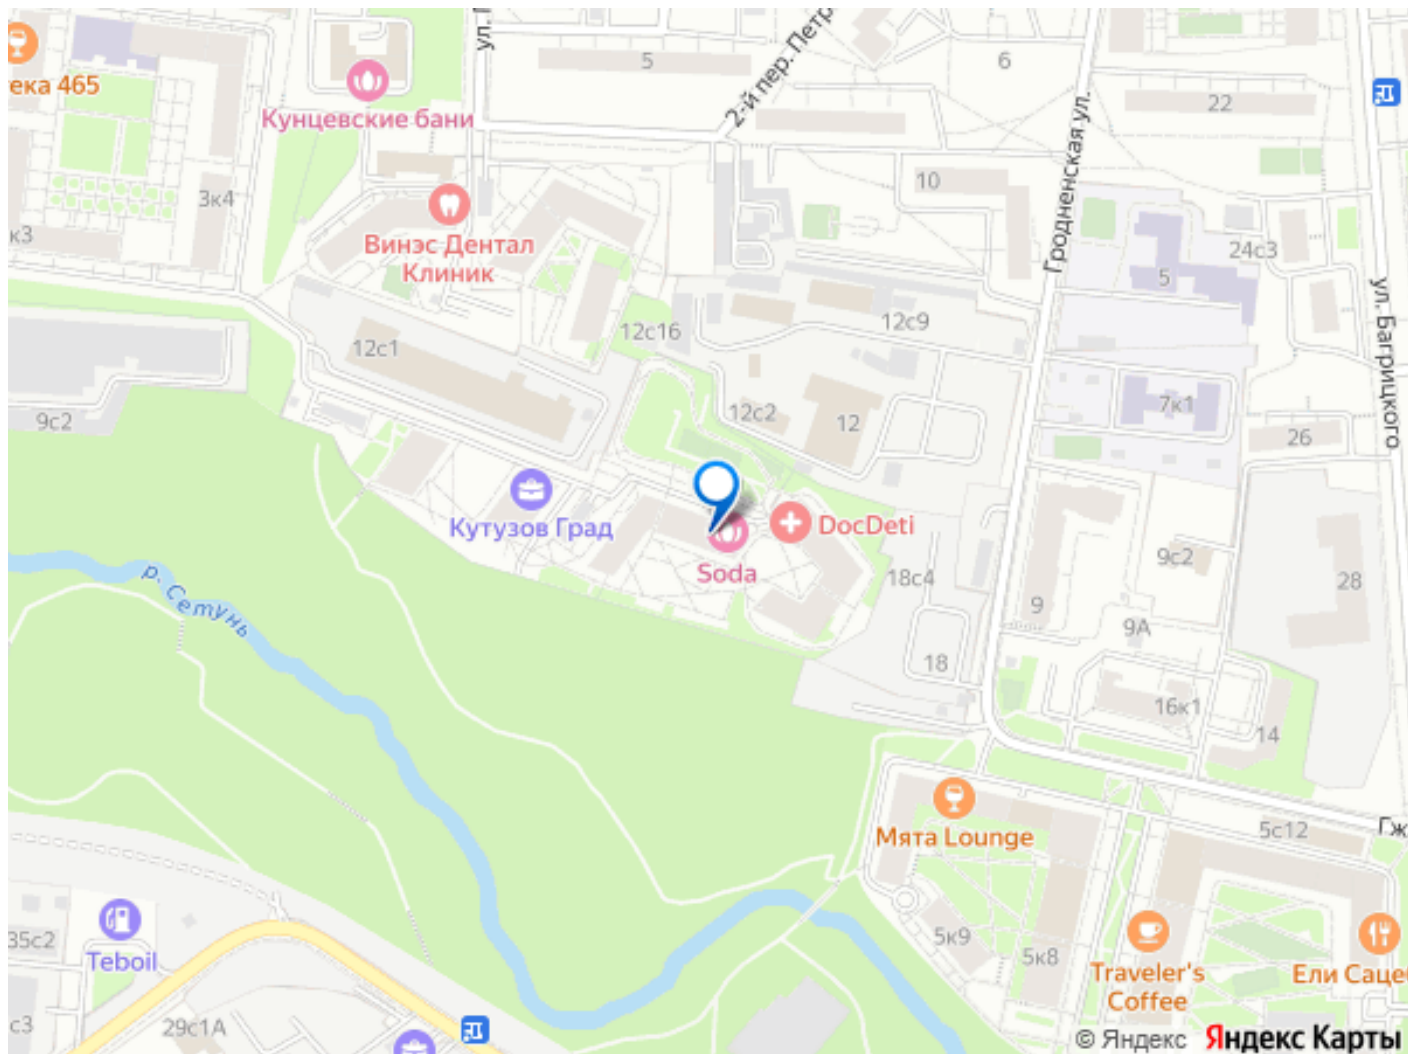 ека 465
Кунцевские бани
ул.
5
2-й пер. Петр
6
22
Гродненская ул.
3к4
к3
Винэс Дентал
Клиник
10
24с3
5
ул. Багрицкого
12с1
12с16
12с9
9с2
12с2
12
7к1
26
Кутузов Град
DocDeti
Soda
18с4
9с2
28
9
9А
18
16к1
14
р. Сетунь
Мята Lounge
5с12
Гж
35с2
Teboil
5к9
5к8
Traveler's
Coffee
Ели Сацеб
с3
29с1А
© Яндекс Яндекс Карты